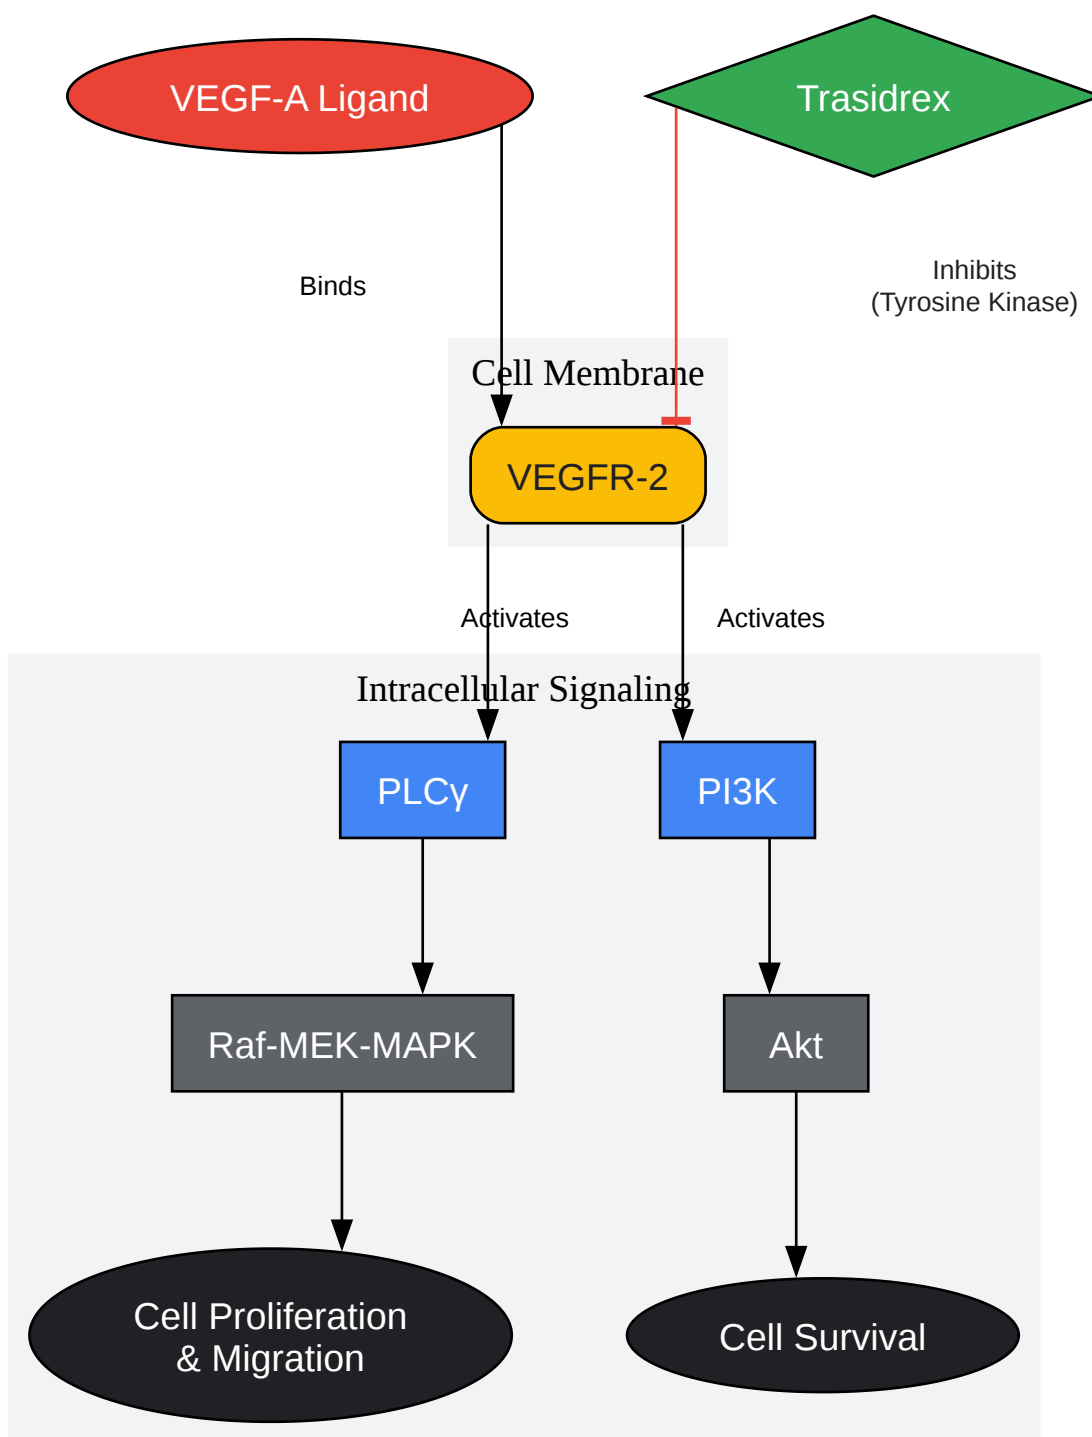 VEGF-A Ligand
Trasidrex
Binds
Inhibits
(Tyrosine Kinase)
Cell Membrane
VEGFR-2
Activates
Activates
Intracellular Signaling
PLCγ
PI3K
Raf-MEK-MAPK
Akt
Cell Proliferation
& Migration
Cell Survival